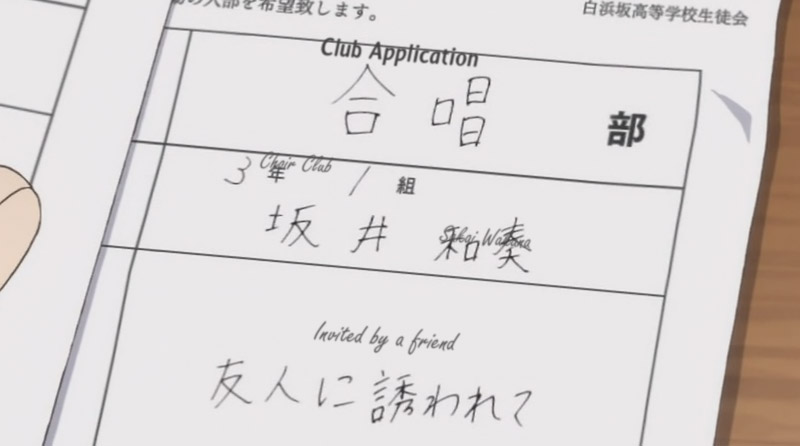 の入部を希望致します。
白浜坂高等学校生徒会
Club Application
合唱 部
Choir Club
3年 / 組
坂井 和奏
Sakai Wakana
Invited by a friend
友人に誘われて